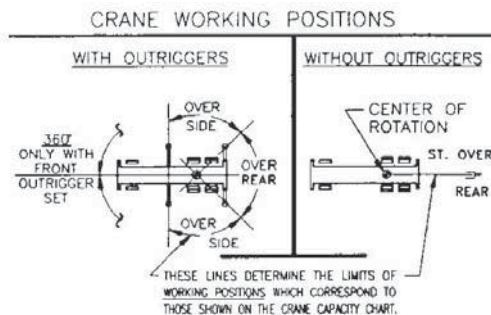 CRANE WORKING POSITIONS
WITH OUTRIGGERS
OVER
SIDE
360°
ONLY WITH
FRONT
OUTRIGGER
SET
OVER
REAR
OVER
SIDE
WITHOUT OUTRIGGERS
CENTER OF
ROTATION
ST. OVER
REAR
THESE LINES DETERMINE THE LIMITS OF
WORKING POSITIONS WHICH CORRESPOND TO
THOSE SHOWN ON THE CRANE CAPACITY CHART.